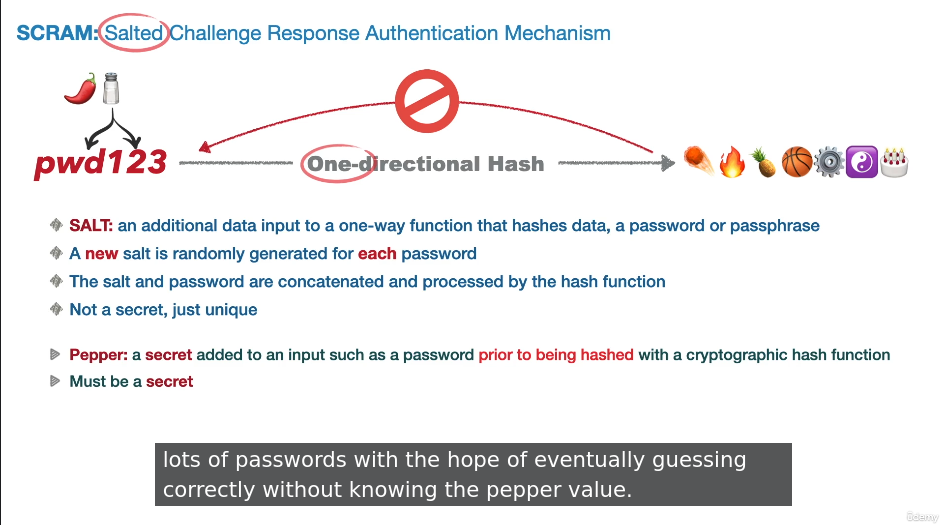 SCRAM: Salted Challenge Response Authentication Mechanism
pwd123
One-directional Hash
SALT: an additional data input to a one-way function that hashes data, a password or passphrase
A new salt is randomly generated for each password
The salt and password are concatenated and processed by the hash function
Not a secret, just unique
Pepper: a secret added to an input such as a password prior to being hashed with a cryptographic hash function
Must be a secret
lots of passwords with the hope of eventually guessing
correctly without knowing the pepper value.
ûdemy